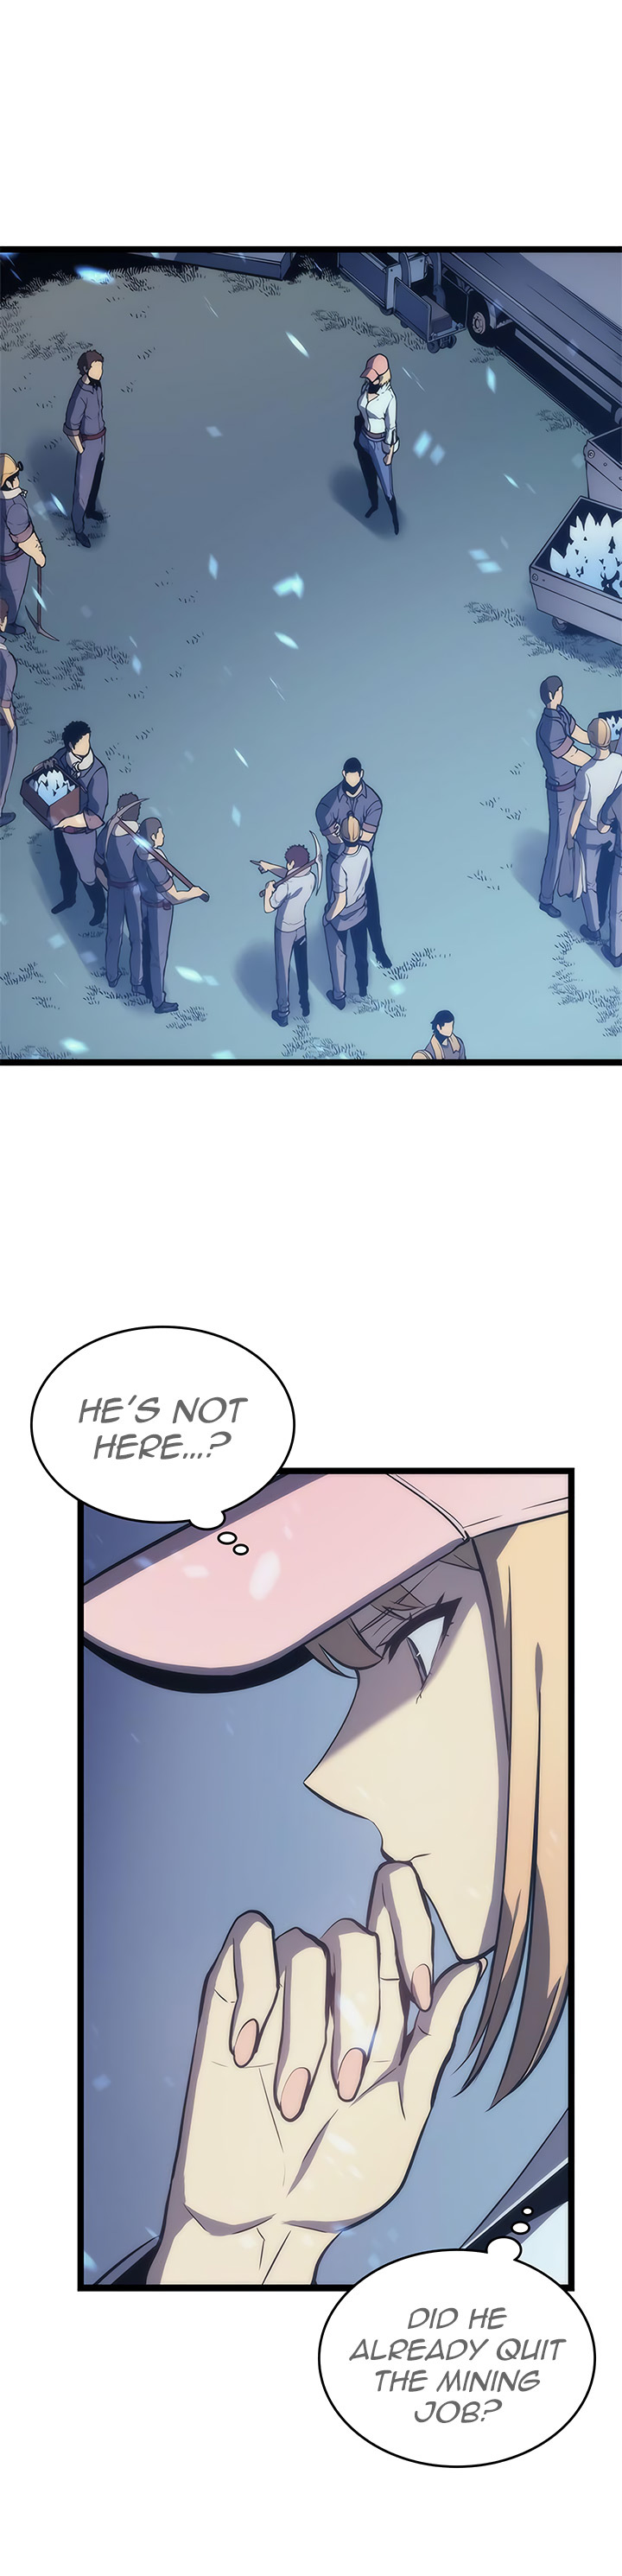 HE'S NOT
HERE...?
DID HE
ALREADY QUIT
THE MINING
JOB?